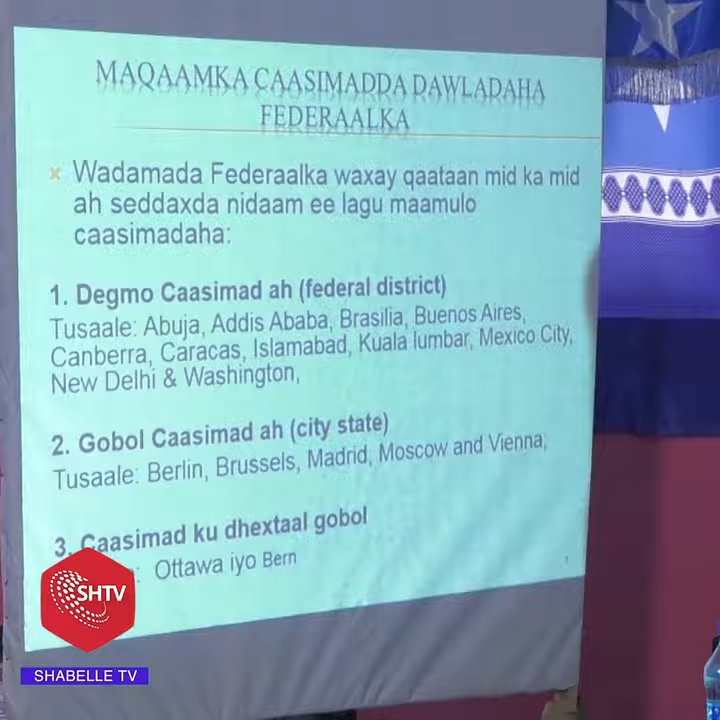 MAQAAMKA CAASIMADDA DAWLADAHA
FEDERAALKA
x Wadamada Federaalka waxay qaataan mid ka mid
ah seddaxda nidaam ee lagu maamulo
caasimadaha:
1. Degmo Caasimad ah (federal district)
Tusaale: Abuja, Addis Ababa, Brasilia, Buenos Aires,
Canberra, Caracas, Islamabad, Kuala lumbar, Mexico City,
New Delhi & Washington,
2. Gobol Caasimad ah (city state)
Tusaale: Berlin, Brussels, Madrid, Moscow and Vienna,
3. Caasimad ku dhextaal gobol
: Ottawa iyo Bern
SHTV
SHABELLE TV